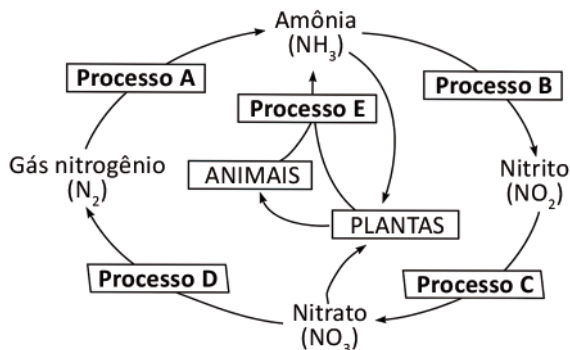 Amônia
(NH₃)
Processo A
Processo B
Processo E
Gás nitrogênio
(N₂)
ANIMAIS
Nitrito
(NO₂)
PLANTAS
Processo D
Processo C
Nitrato
(NO₃)